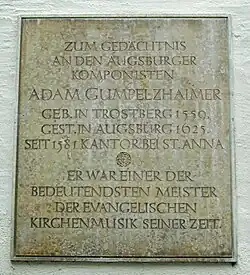 ZUM GEDÄCHTNIS
AN DEN AUGSBURGER
KOMPONISTEN
ADAM GUMPELZHAIMER
GEB. IN TROSTBERG 1559.
GEST. IN AUGSBURG 1625.
SEIT 1581 KANTOR BEI ST. ANNA
ER WAR EINER DER
BEDEUTENDSTEN MEISTER
DER EVANGELISCHEN
KIRCHENMUSIK SEINER ZEIT.